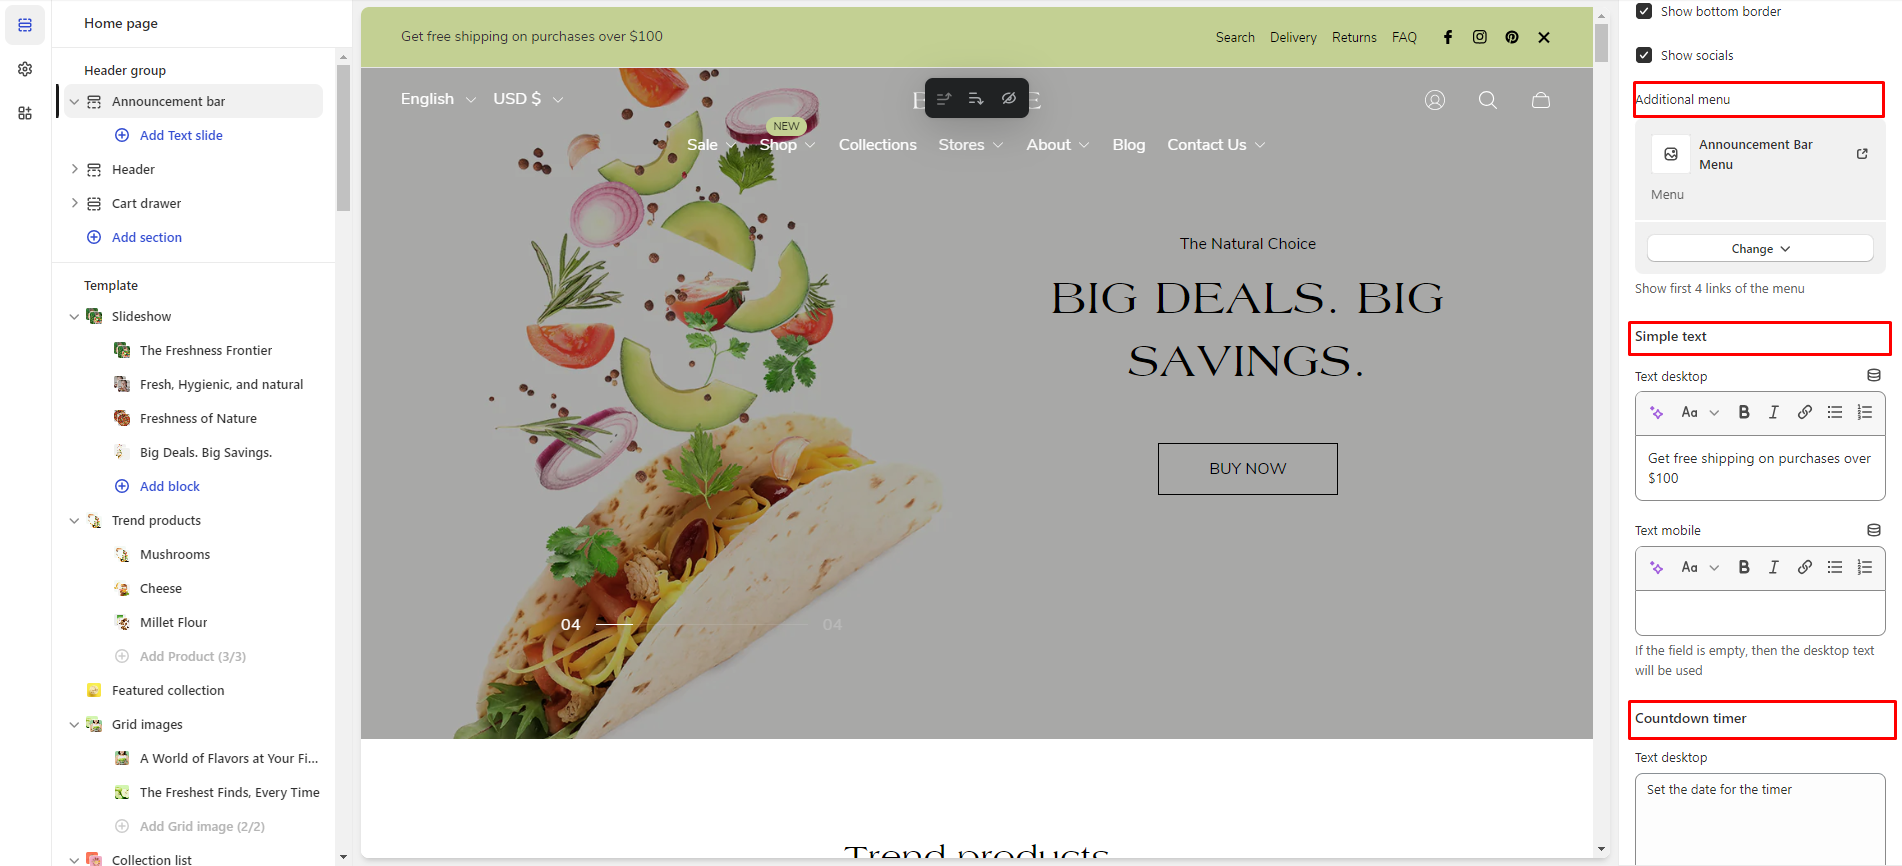 Home page
Header group
Announcement bar
Add Text slide
Header
Cart drawer
Add section
Template
Slideshow
The Freshness Frontier
Fresh, Hygienic, and natural
Freshness of Nature
Big Deals. Big Savings.
Add block
Trend products
Mushrooms
Cheese
Millet Flour
Add Product (3/3)
Featured collection
Grid images
A World of Flavors at Your Fi...
The Freshest Finds, Every Time
Add Grid image (2/2)
Collection list
Get free shipping on purchases over $100
Search Delivery Returns FAQ
English USD $
NEW
Sale Shop Collections Stores About Blog Contact Us
The Natural Choice
BIG DEALS. BIG
SAVINGS.
BUY NOW
04 04
Trend products
Show bottom border
Show socials
Additional menu
Announcement Bar
Menu
Menu
Change
Show first 4 links of the menu
Simple text
Text desktop
Aa B I
Get free shipping on purchases over
$100
Text mobile
Aa B I
If the field is empty, then the desktop text
will be used
Countdown timer
Text desktop
Set the date for the timer